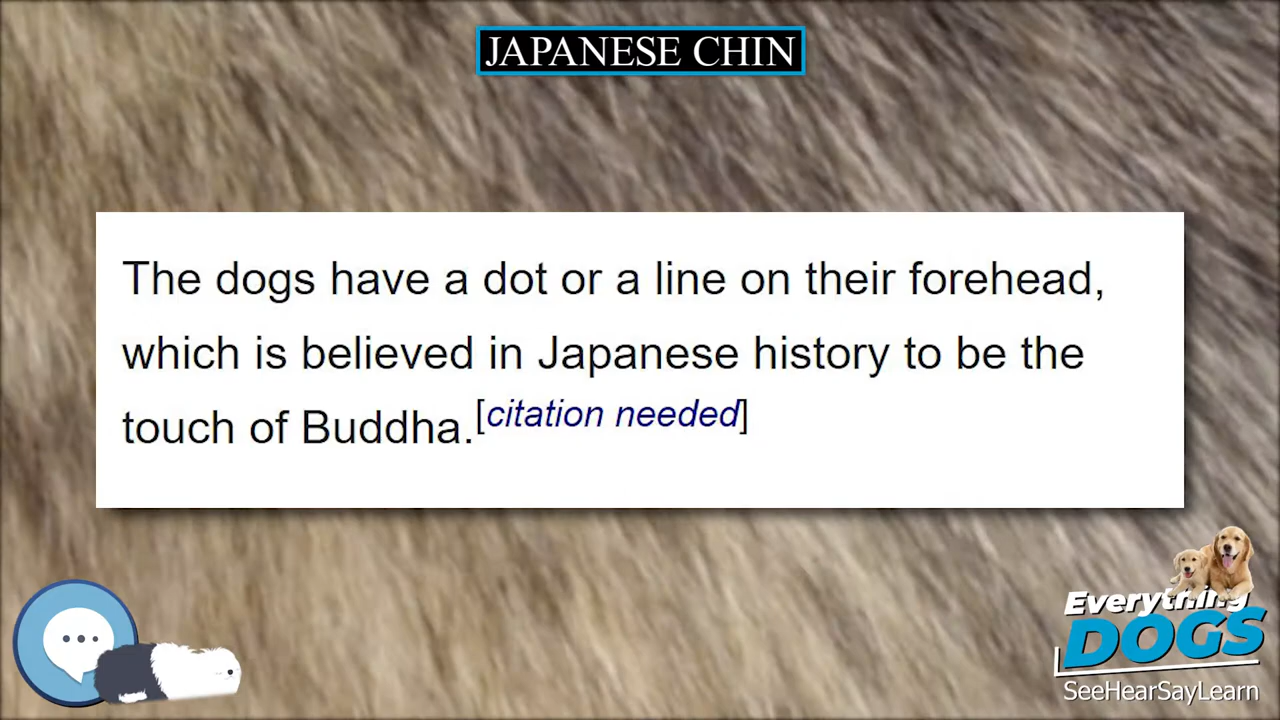 JAPANESE CHIN
The dogs have a dot or a line on their forehead,
which is believed in Japanese history to be the
touch of Buddha.[citation needed]
Everything
DOGS
SeeHearSayLearn